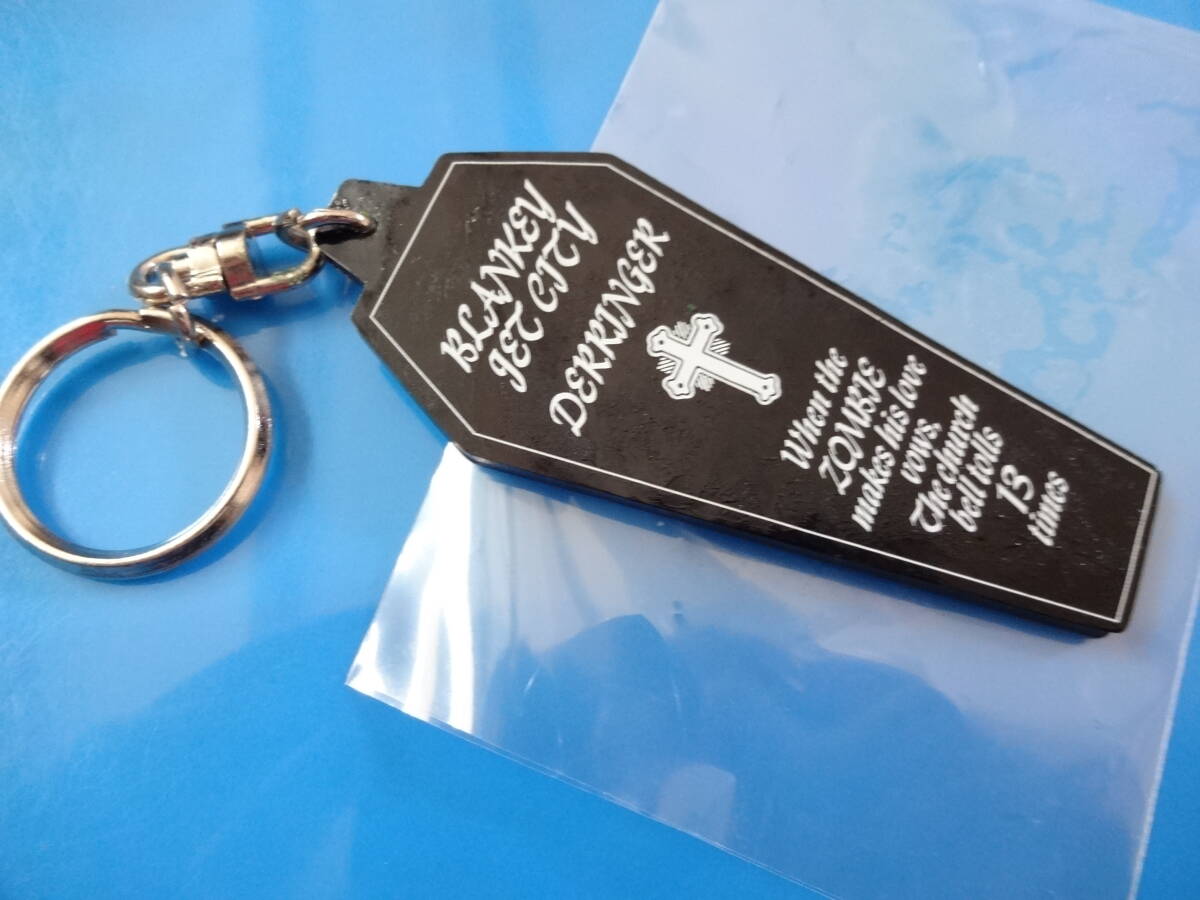 BLANKEY
JET CITY
DERRINGER
When the
ZOMBIE
makes his love
vows.
The church
bell tolls
13
times